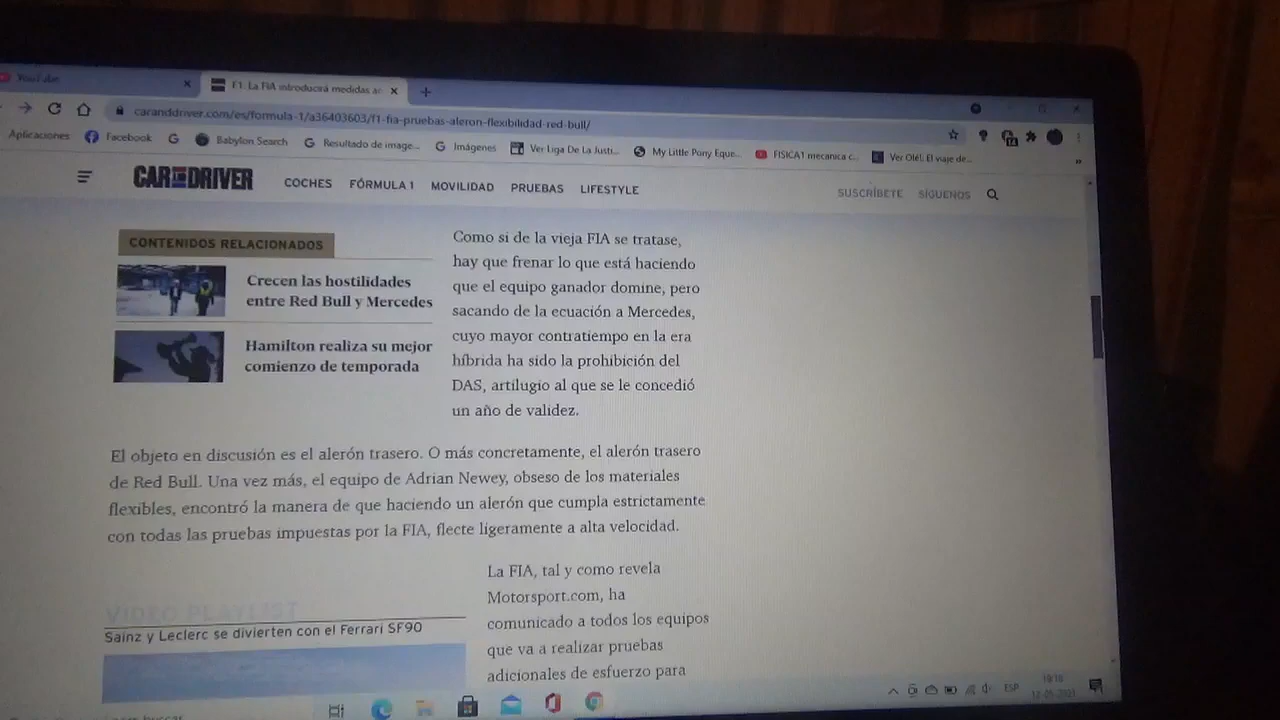 YouTube
F1: La FIA introducirá medidas ac
caranddriver.com/es/formula-1/a36403603/f1-fia-pruebas-aleron-flexibilidad-red-bull/
Aplicaciones
Facebook
Babylon Search
Resultado de image...
Imágenes
Ver Liga De La Justi...
My Little Pony Eque...
FISICA1 mecanica c...
Ver Olé!. El viaje de...
CAR AND DRIVER
COCHES
FÓRMULA 1
MOVILIDAD
PRUEBAS
LIFESTYLE
SUSCRÍBETE
SÍGUENOS
CONTENIDOS RELACIONADOS
Crecen las hostilidades
entre Red Bull y Mercedes
Hamilton realiza su mejor
comienzo de temporada
Como si de la vieja FIA se tratase,
hay que frenar lo que está haciendo
que el equipo ganador domine, pero
sacando de la ecuación a Mercedes,
cuyo mayor contratiempo en la era
híbrida ha sido la prohibición del
DAS, artilugio al que se le concedió
un año de validez.
El objeto en discusión es el alerón trasero. O más concretamente, el alerón trasero
de Red Bull. Una vez más, el equipo de Adrian Newey, obseso de los materiales
flexibles, encontró la manera de que haciendo un alerón que cumpla estrictamente
con todas las pruebas impuestas por la FIA, flecte ligeramente a alta velocidad.
VIDEO PLAYLIST
Sainz y Leclerc se divierten con el Ferrari SF90
La FIA, tal y como revela
Motorsport.com, ha
comunicado a todos los equipos
que va a realizar pruebas
adicionales de esfuerzo para
buscar
ESP